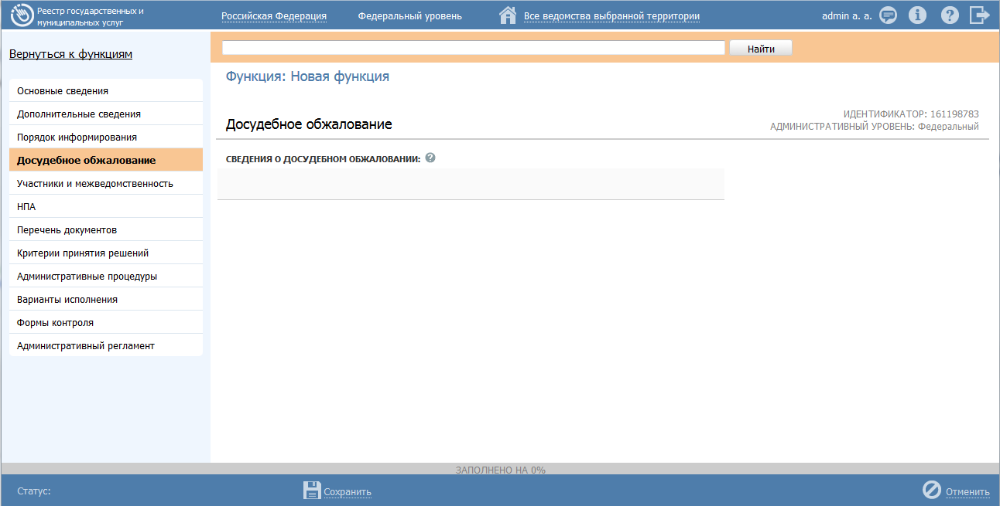 Реестр государственных и
муниципальных услуг
Российская Федерация
Федеральный уровень
Все ведомства выбранной территории
admin a. a.
Вернуться к функциям
Найти
Основные сведения
Дополнительные сведения
Порядок информирования
Досудебное обжалование
Участники и межведомственность
НПА
Перечень документов
Критерии принятия решений
Административные процедуры
Варианты исполнения
Формы контроля
Административный регламент
Функция: Новая функция
Досудебное обжалование
ИДЕНТИФИКАТОР: 161198783
АДМИНИСТРАТИВНЫЙ УРОВЕНЬ: Федеральный
СВЕДЕНИЯ О ДОСУДЕБНОМ ОБЖАЛОВАНИИ: ?
ЗАПОЛНЕНО НА 0%
Статус:
Сохранить
Отменить